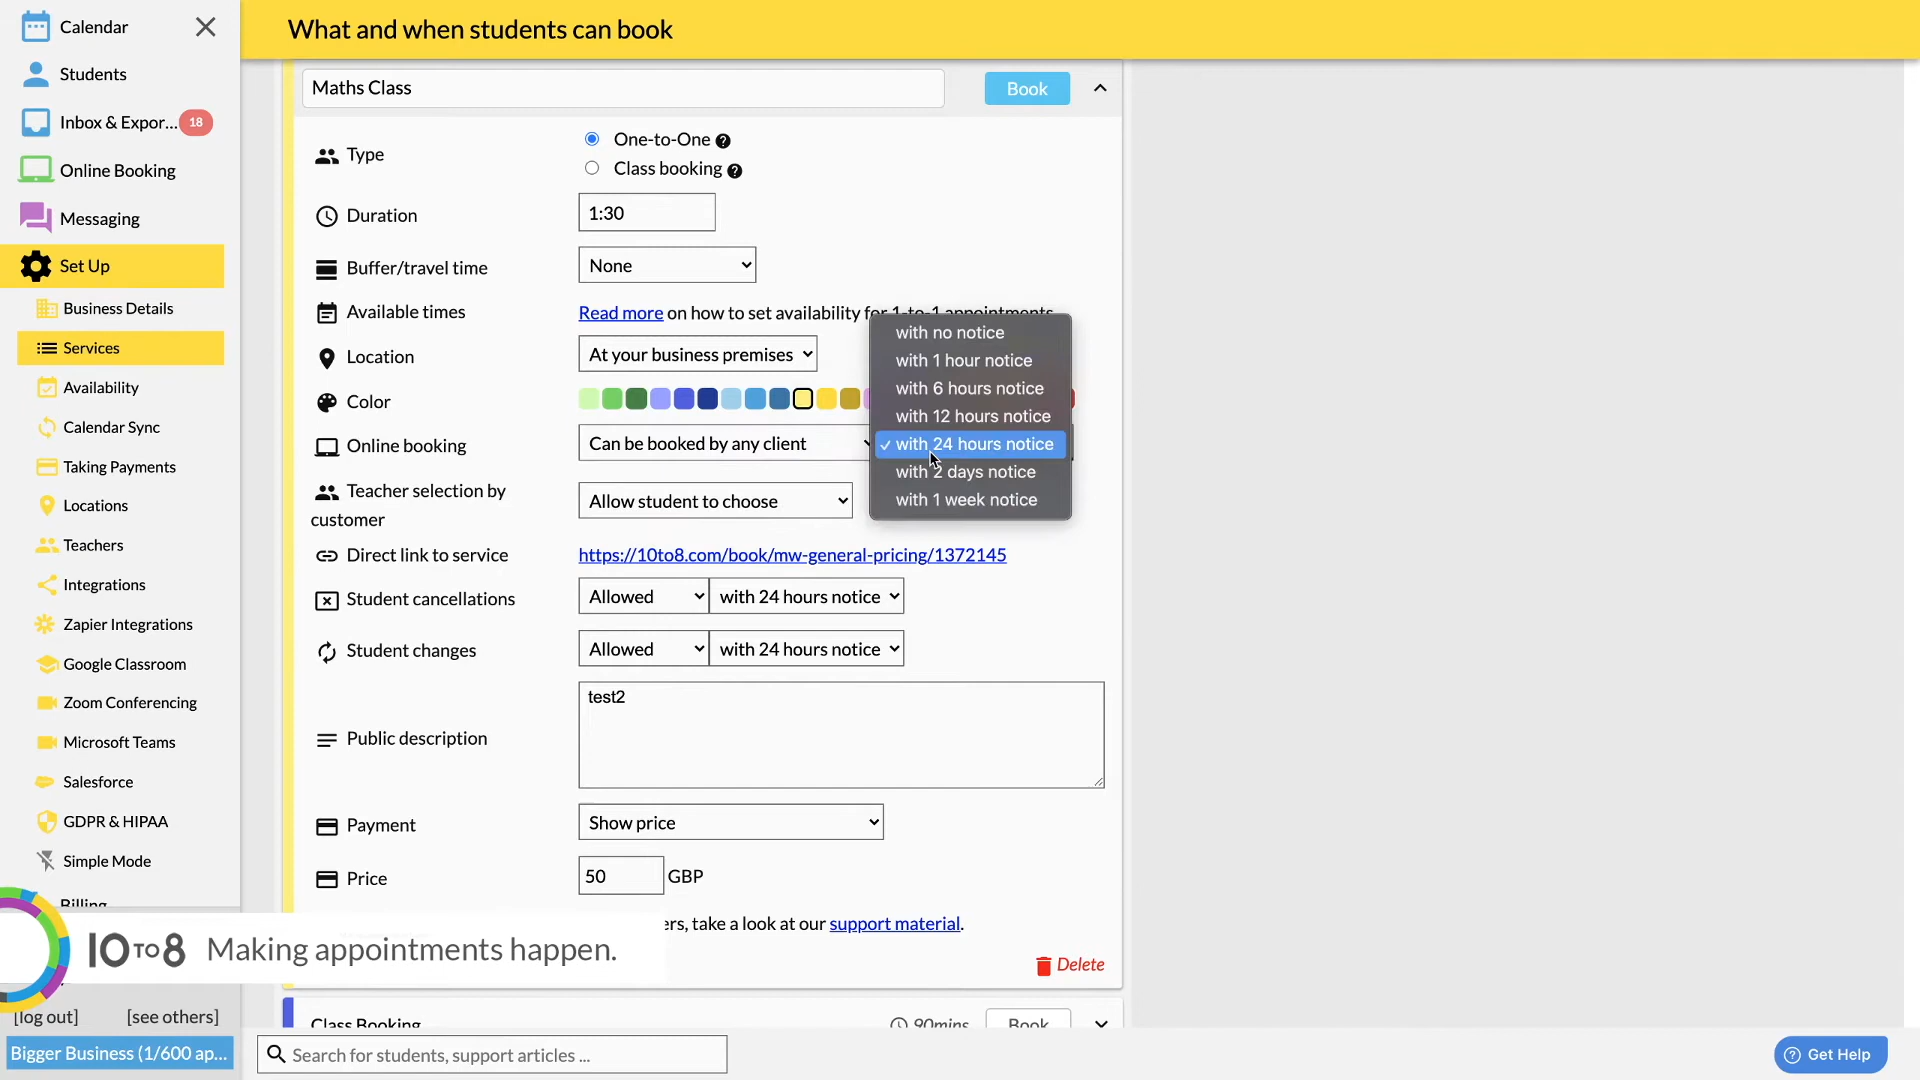 Calendar
Students
Inbox & Expor...
18
Online Booking
Messaging
Set Up
Business Details
Services
Availability
Calendar Sync
Taking Payments
Locations
Teachers
Integrations
Zapier Integrations
Google Classroom
Zoom Conferencing
Microsoft Teams
Salesforce
GDPR & HIPAA
Simple Mode
Billing
[log out]
[see others]
Bigger Business (1/600 ap...
What and when students can book
Maths Class
Book
Type
One-to-One
Class booking
Duration
1:30
Buffer/travel time
None
Available times
Read more on how to set availability for 1-to-1 appointments
Location
At your business premises
Color
Online booking
Can be booked by any client
with no notice
with 1 hour notice
with 6 hours notice
with 12 hours notice
✓ with 24 hours notice
with 2 days notice
with 1 week notice
Teacher selection by
customer
Allow student to choose
Direct link to service
https://10to8.com/book/mw-general-pricing/1372145
Student cancellations
Allowed
with 24 hours notice
Student changes
Allowed
with 24 hours notice
Public description
test2
Payment
Show price
Price
50
GBP
take a look at our support material.
Delete
10TO8 Making appointments happen.
Class Booking
90mins
Book
Search for students, support articles ...
Get Help